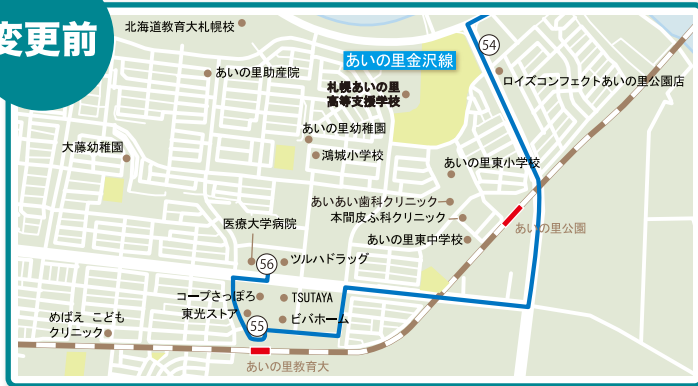 変更前
北海道教育大札幌校
54
あいの里金沢線
あいの里助産院
ロイズコンフェクトあいの里公園店
札幌あいの里
高等支援学校
あいの里幼稚園
大藤幼稚園
鴻城小学校
あいの里東小学校
あいあい歯科クリニック
本間皮ふ科クリニック
医療大学病院
あいの里公園
あいの里東中学校
56
ツルハドラッグ
コープさっぽろ
TSUTAYA
東光ストア
ビバホーム
めばえ こども
クリニック
55
あいの里教育大